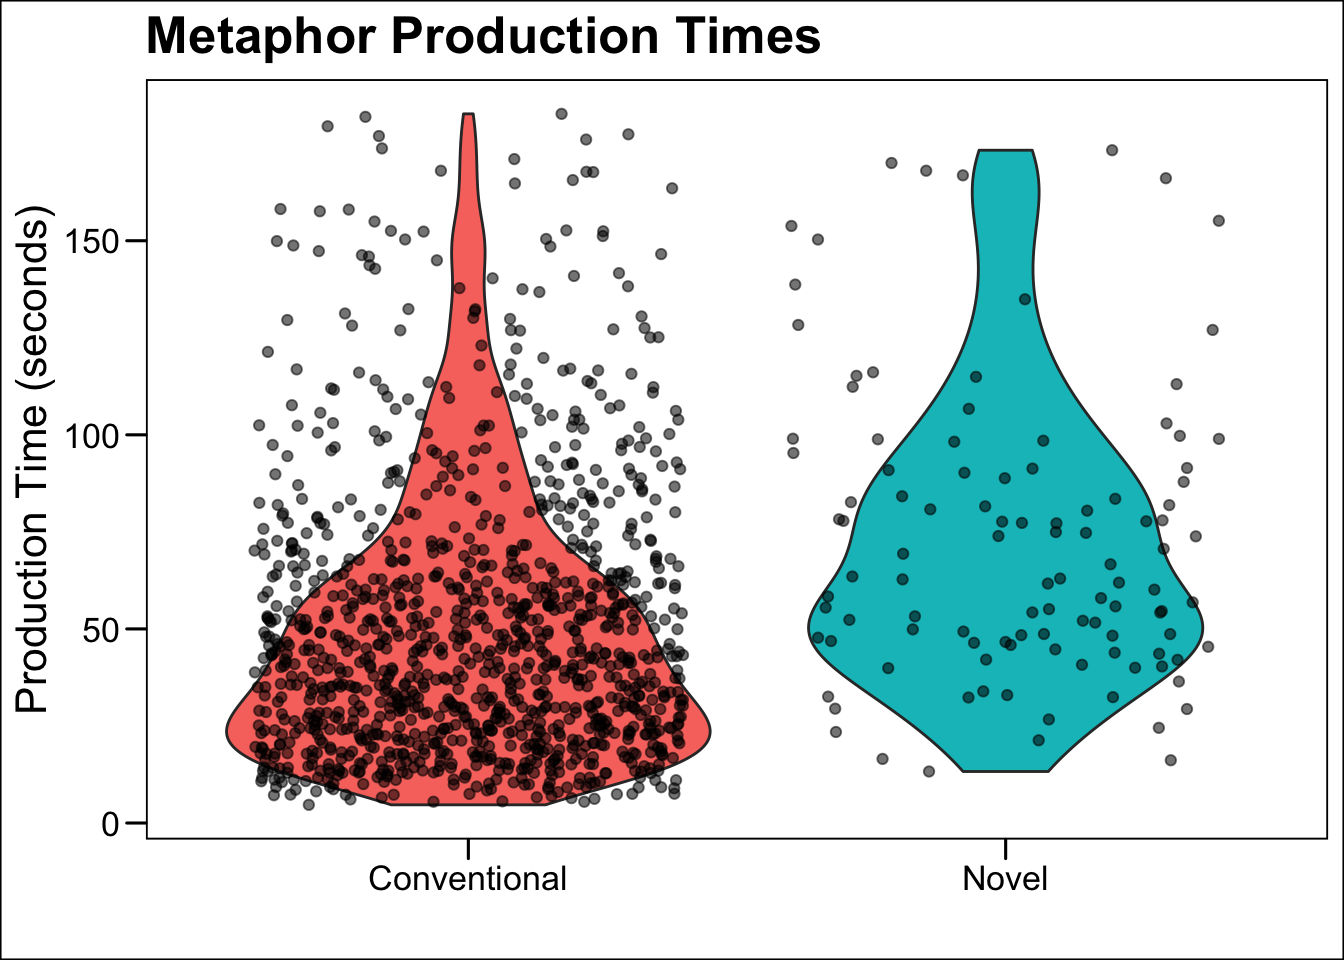 Metaphor Production Times
Production Time (seconds)
150
100
50
0
Conventional
Novel